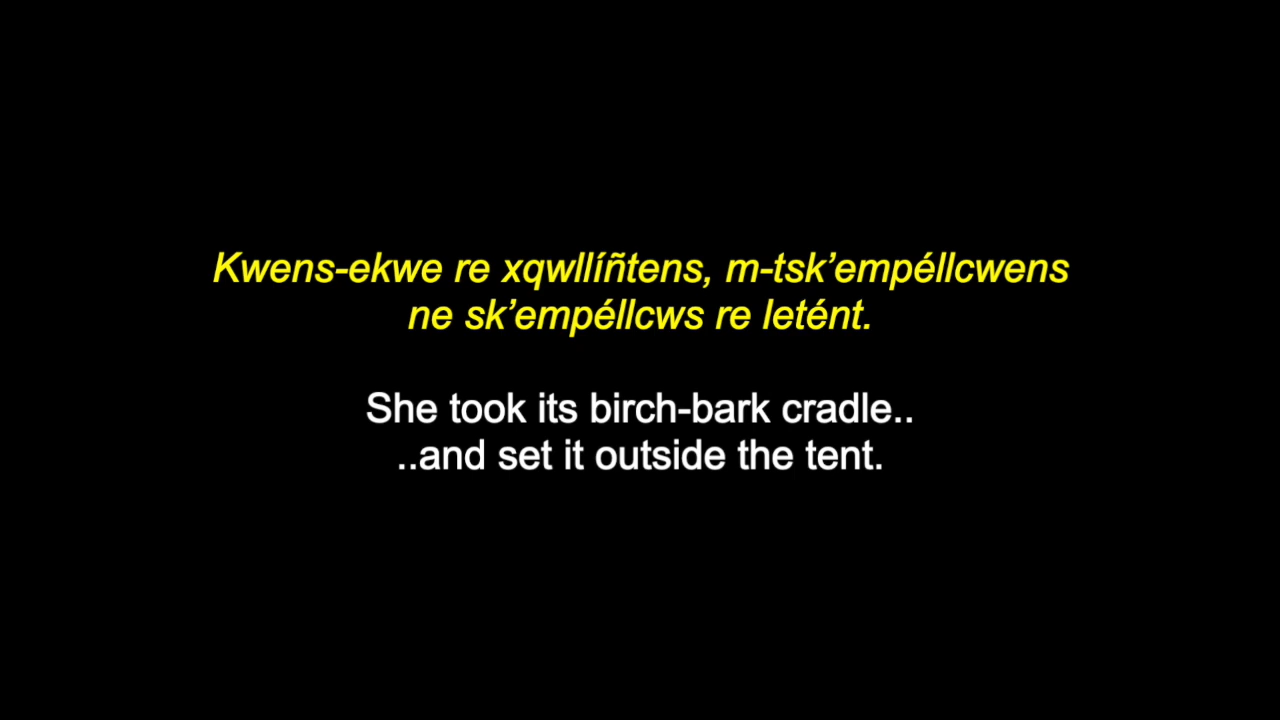 Kwens-ekwe re xqwllíñtens, m-tsk’empéllcwens
ne sk’empéllcws re letént.
She took its birch-bark cradle..
..and set it outside the tent.